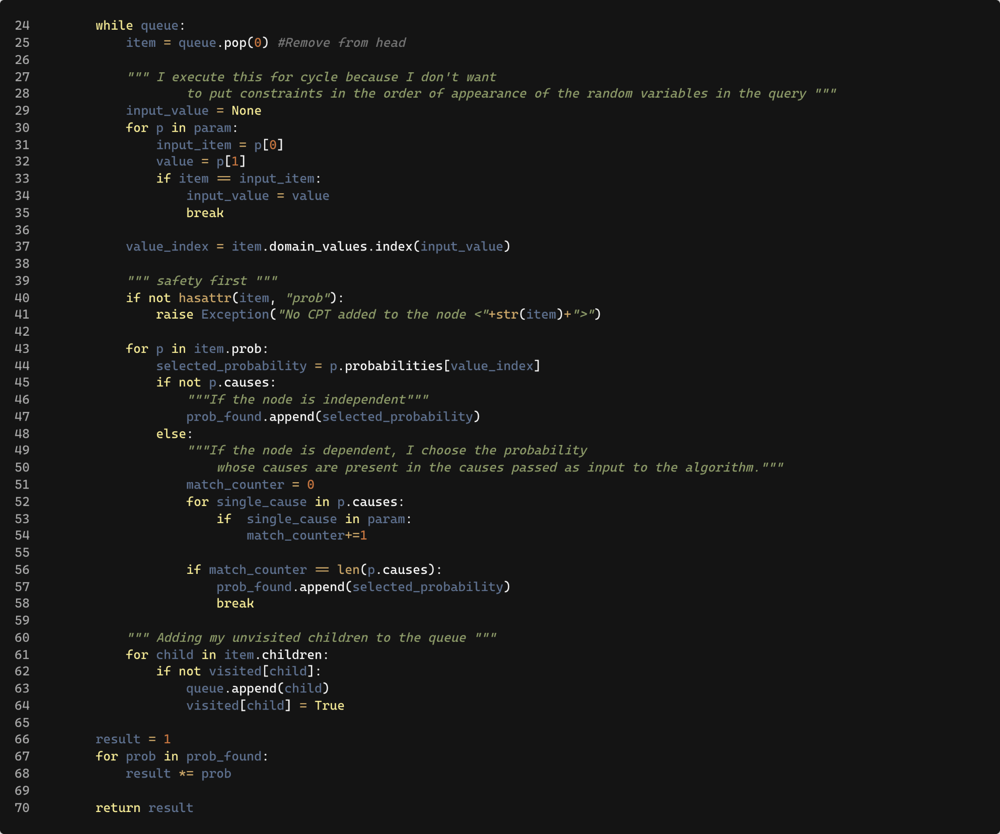 24 while queue:
25 item = queue.pop(0) #Remove from head
26
27 """ I execute this for cycle because I don't want
28 to put constraints in the order of appearance of the random variables in the query """
29 input_value = None
30 for p in param:
31 input_item = p[0]
32 value = p[1]
33 if item == input_item:
34 input_value = value
35 break
36
37 value_index = item.domain_values.index(input_value)
38
39 """ safety first """
40 if not hasattr(item, "prob"):
41 raise Exception("No CPT added to the node <"+str(item)+">")
42
43 for p in item.prob:
44 selected_probability = p.probabilities[value_index]
45 if not p.causes:
46 """If the node is independent"""
47 prob_found.append(selected_probability)
48 else:
49 """If the node is dependent, I choose the probability
50 whose causes are present in the causes passed as input to the algorithm."""
51 match_counter = 0
52 for single_cause in p.causes:
53 if  single_cause in param:
54 match_counter+=1
55
56 if match_counter == len(p.causes):
57 prob_found.append(selected_probability)
58 break
59
60 """ Adding my unvisited children to the queue """
61 for child in item.children:
62 if not visited[child]:
63 queue.append(child)
64 visited[child] = True
65
66 result = 1
67 for prob in prob_found:
68 result *= prob
69
70 return result